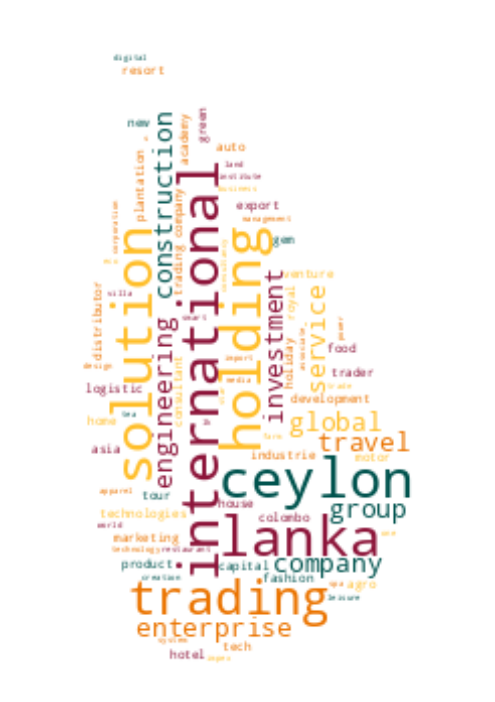 digital
resort
new
construction
academy
green
auto
plantation
land
institute
business
export
management
corporation
trading company
international
solution
holding
gem
investment
venture
royal
villa
distributor
smart
engineering
service
power
food
holiday
associate
import
design
consultant
media
trader
trade
logistic
development
tea
home
global
farm
travel
asia
industrie
motor
ceylon
apparel
tour
house
group
technologies
colombo
world
lanka
marketing
technology
restaurant
product
capital
company
creation
fashion
agro
trading
leisure
enterprise
system
tech
hotel